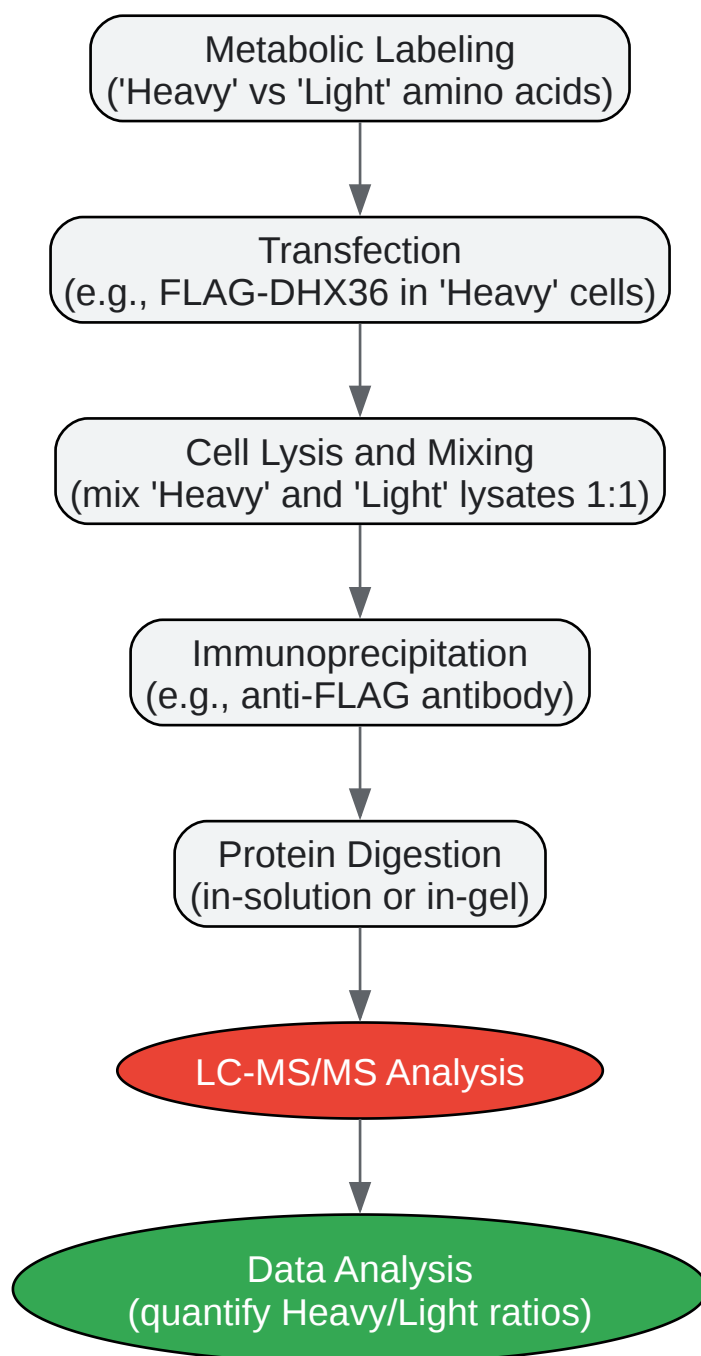 Metabolic Labeling
('Heavy' vs 'Light' amino acids)
Transfection
(e.g., FLAG-DHX36 in 'Heavy' cells)
Cell Lysis and Mixing
(mix 'Heavy' and 'Light' lysates 1:1)
Immunoprecipitation
(e.g., anti-FLAG antibody)
Protein Digestion
(in-solution or in-gel)
LC-MS/MS Analysis
Data Analysis
(quantify Heavy/Light ratios)